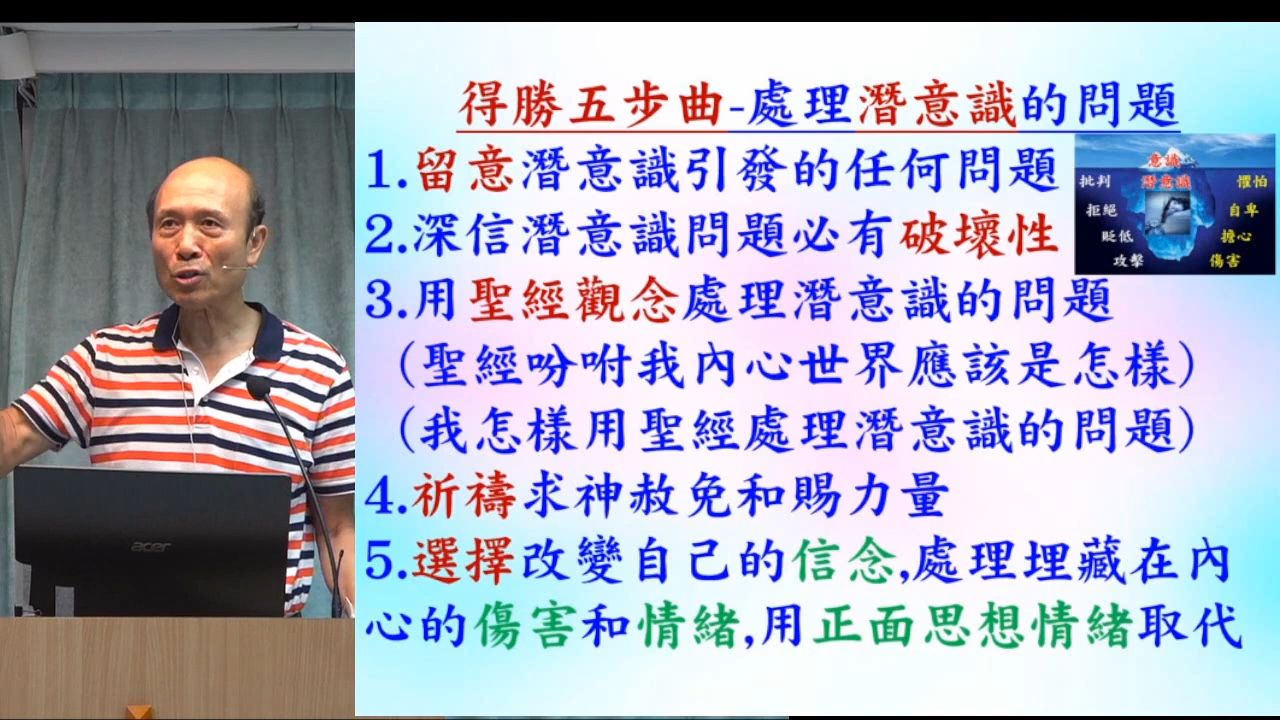 得勝五步曲-處理潛意識的問題
1.留意潛意識引發的任何問題
2.深信潛意識問題必有破壞性
3.用聖經觀念處理潛意識的問題
（聖經吩咐我內心世界應該是怎樣）
（我怎樣用聖經處理潛意識的問題）
4.祈禱求神赦免和賜力量
5.選擇改變自己的信念,處理埋藏在內
心的傷害和情緒,用正面思想情緒取代
意識
批判 潛意識 懼怕
拒絕 自卑
貶低 擔心
攻擊 傷害
acer